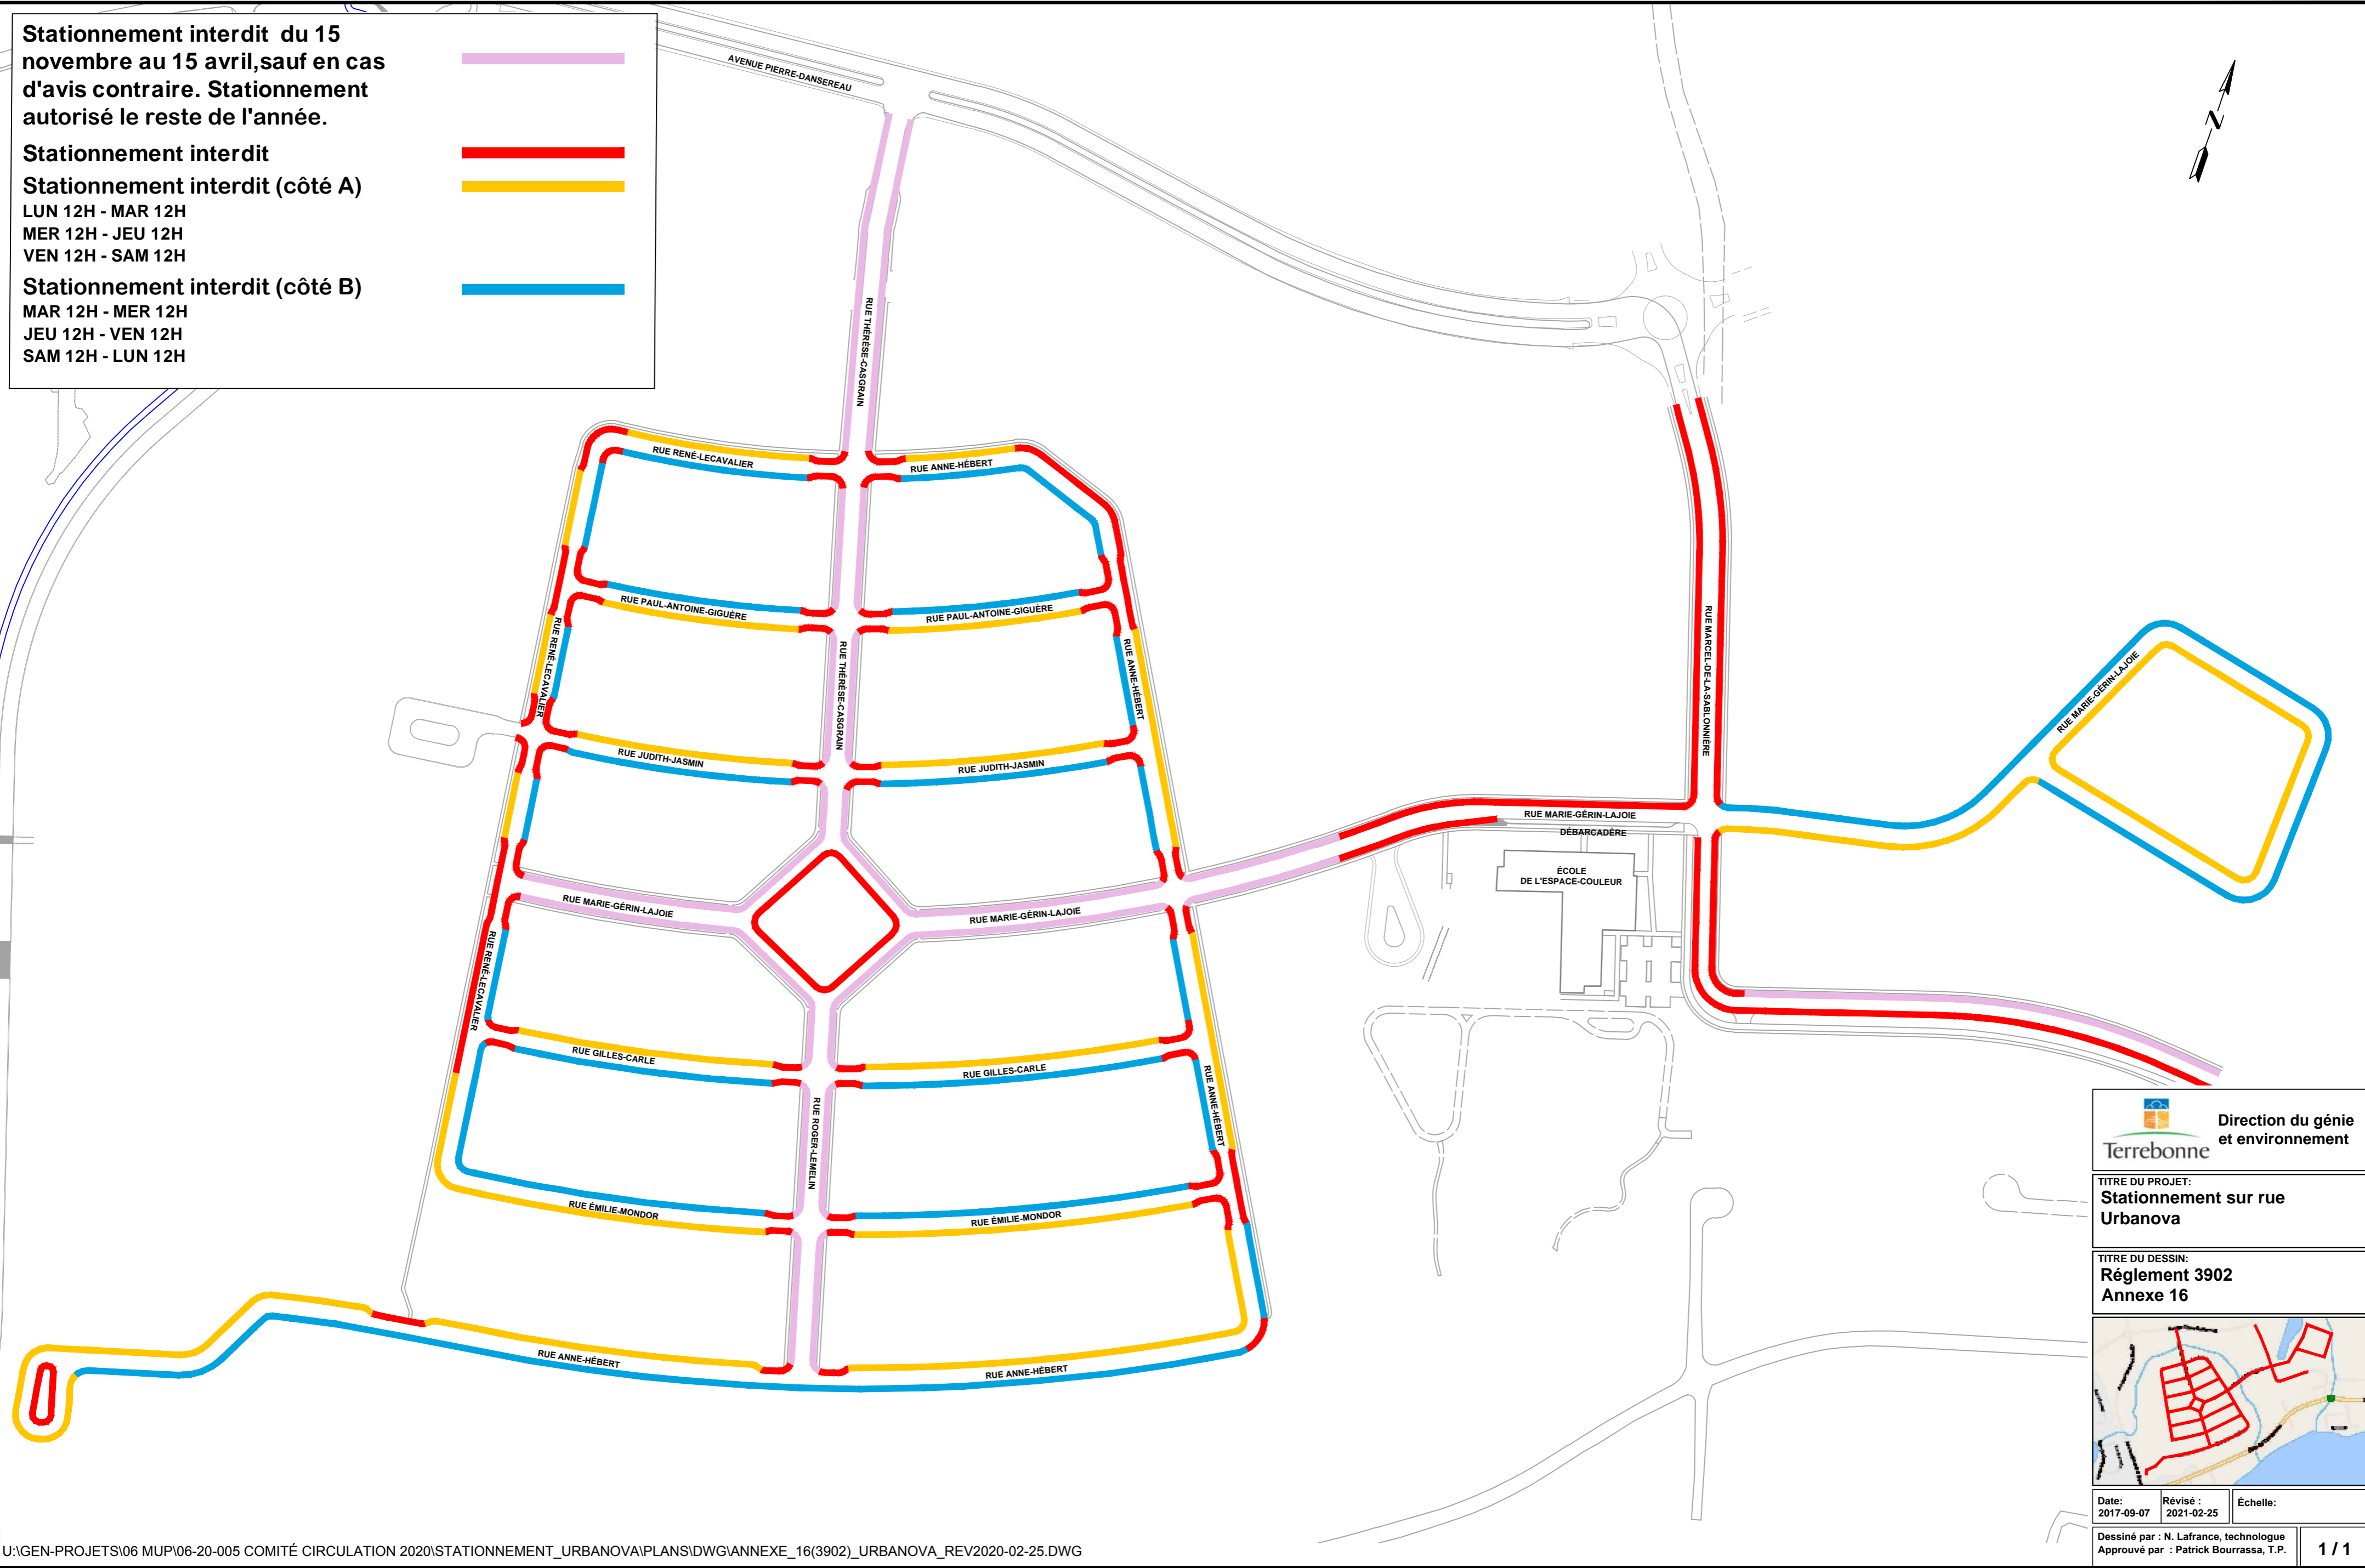 Stationnement interdit du 15
novembre au 15 avril,sauf en cas
d'avis contraire. Stationnement
autorisé le reste de l'année.
Stationnement interdit
Stationnement interdit (côté A)
LUN 12H - MAR 12H
MER 12H - JEU 12H
VEN 12H - SAM 12H
Stationnement interdit (côté B)
MAR 12H - MER 12H
JEU 12H - VEN 12H
SAM 12H - LUN 12H
AVENUE PIERRE-DANSEREAU
N
RUE THÉRÈSE-CASGRAIN
RUE RENÉ-LECAVALIER
RUE ANNE-HÉBERT
RUE PAUL-ANTOINE-GIGUÈRE
RUE PAUL-ANTOINE-GIGUÈRE
RUE RENÉ-LECAVALIER
RUE THÉRÈSE-CASGRAIN
RUE ANNE-HÉBERT
RUE MARCEL-DE-LA-SABLONNIÈRE
RUE MARIE-GÉRIN-LAJOIE
RUE JUDITH-JASMIN
RUE JUDITH-JASMIN
RUE MARIE-GÉRIN-LAJOIE
DÉBARCADÈRE
ÉCOLE
DE L'ESPACE-COULEUR
RUE MARIE-GÉRIN-LAJOIE
RUE MARIE-GÉRIN-LAJOIE
RUE RENÉ-LECAVALIER
RUE GILLES-CARLE
RUE GILLES-CARLE
RUE ANNE-HÉBERT
RUE ROGER-LEMELIN
RUE ÉMILIE-MONDOR
RUE ÉMILIE-MONDOR
RUE ANNE-HÉBERT
RUE ANNE-HÉBERT
Terrebonne
Direction du génie
et environnement
TITRE DU PROJET:
Stationnement sur rue
Urbanova
TITRE DU DESSIN:
Réglement 3902
Annexe 16
Date:
2017-09-07
Révisé :
2021-02-25
Échelle:
Dessiné par : N. Lafrance, technologue
Approuvé par : Patrick Bourrassa, T.P.
1 / 1
U:\GEN-PROJETS\06 MUP\06-20-005 COMITÉ CIRCULATION 2020\STATIONNEMENT_URBANOVA\PLANS\DWG\ANNEXE_16(3902)_URBANOVA_REV2020-02-25.DWG